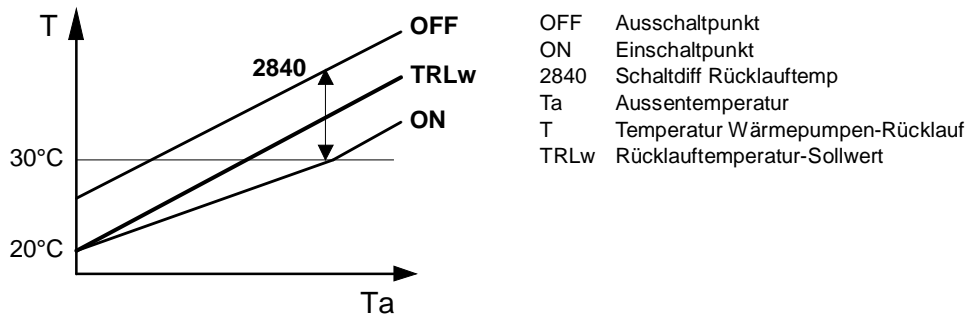 T
OFF
2840
TRLw
ON
30°C
20°C
Ta
OFF Ausschaltpunkt
ON Einschaltpunkt
2840 Schaltdiff Rücklauftemp
Ta Aussentemperatur
T Temperatur Wärmepumpen-Rücklauf
TRLw Rücklauftemperatur-Sollwert